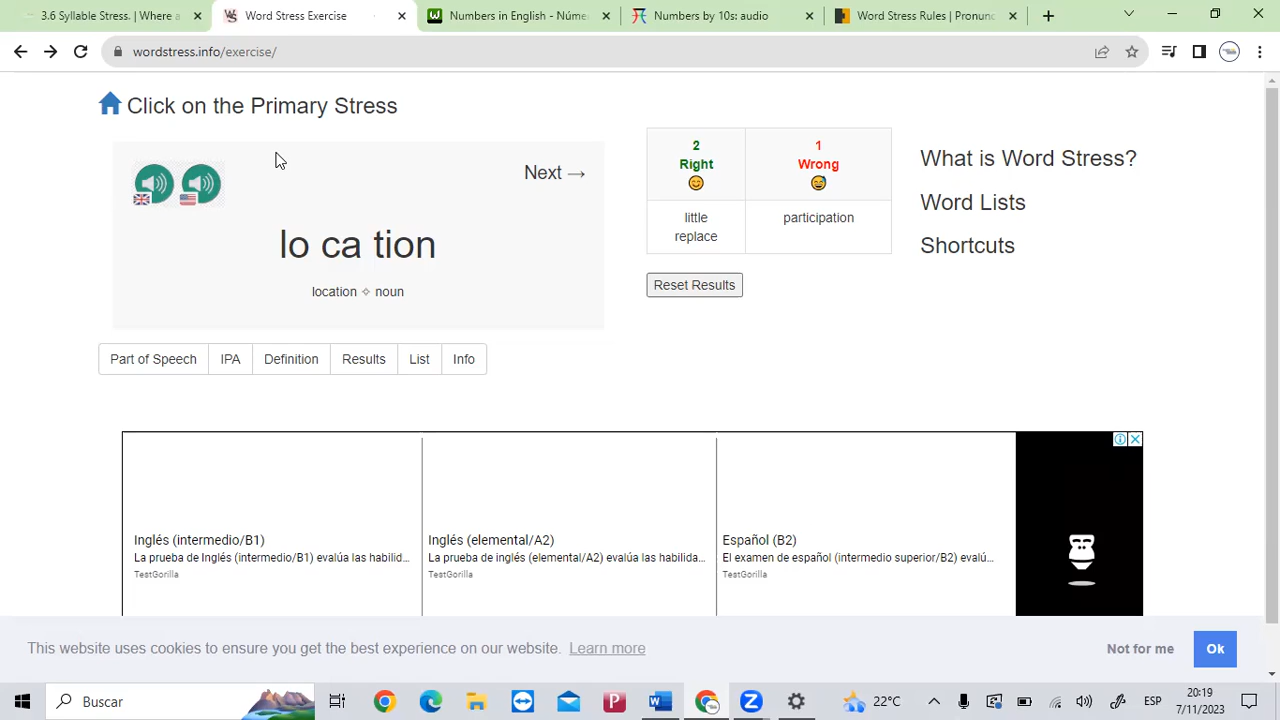 3.6 Syllable Stress. | Where a
Word Stress Exercise
Numbers in English - Núme
Numbers by 10s: audio
Word Stress Rules | Pronunc
wordstress.info/exercise/
Click on the Primary Stress
Next →
lo ca tion
location ✧ noun
2
Right
1
Wrong
little
replace
participation
Reset Results
What is Word Stress?
Word Lists
Shortcuts
Part of Speech
IPA
Definition
Results
List
Info
Inglés (intermedio/B1)
La prueba de Inglés (intermedio/B1) evalúa las habilid...
TestGorilla
Inglés (elemental/A2)
La prueba de inglés (elemental/A2) evalúa las habilida...
TestGorilla
Español (B2)
El examen de español (intermedio superior/B2) evalú...
TestGorilla
This website uses cookies to ensure you get the best experience on our website. Learn more
Not for me
Ok
Buscar
22°C
ESP
20:19
7/11/2023